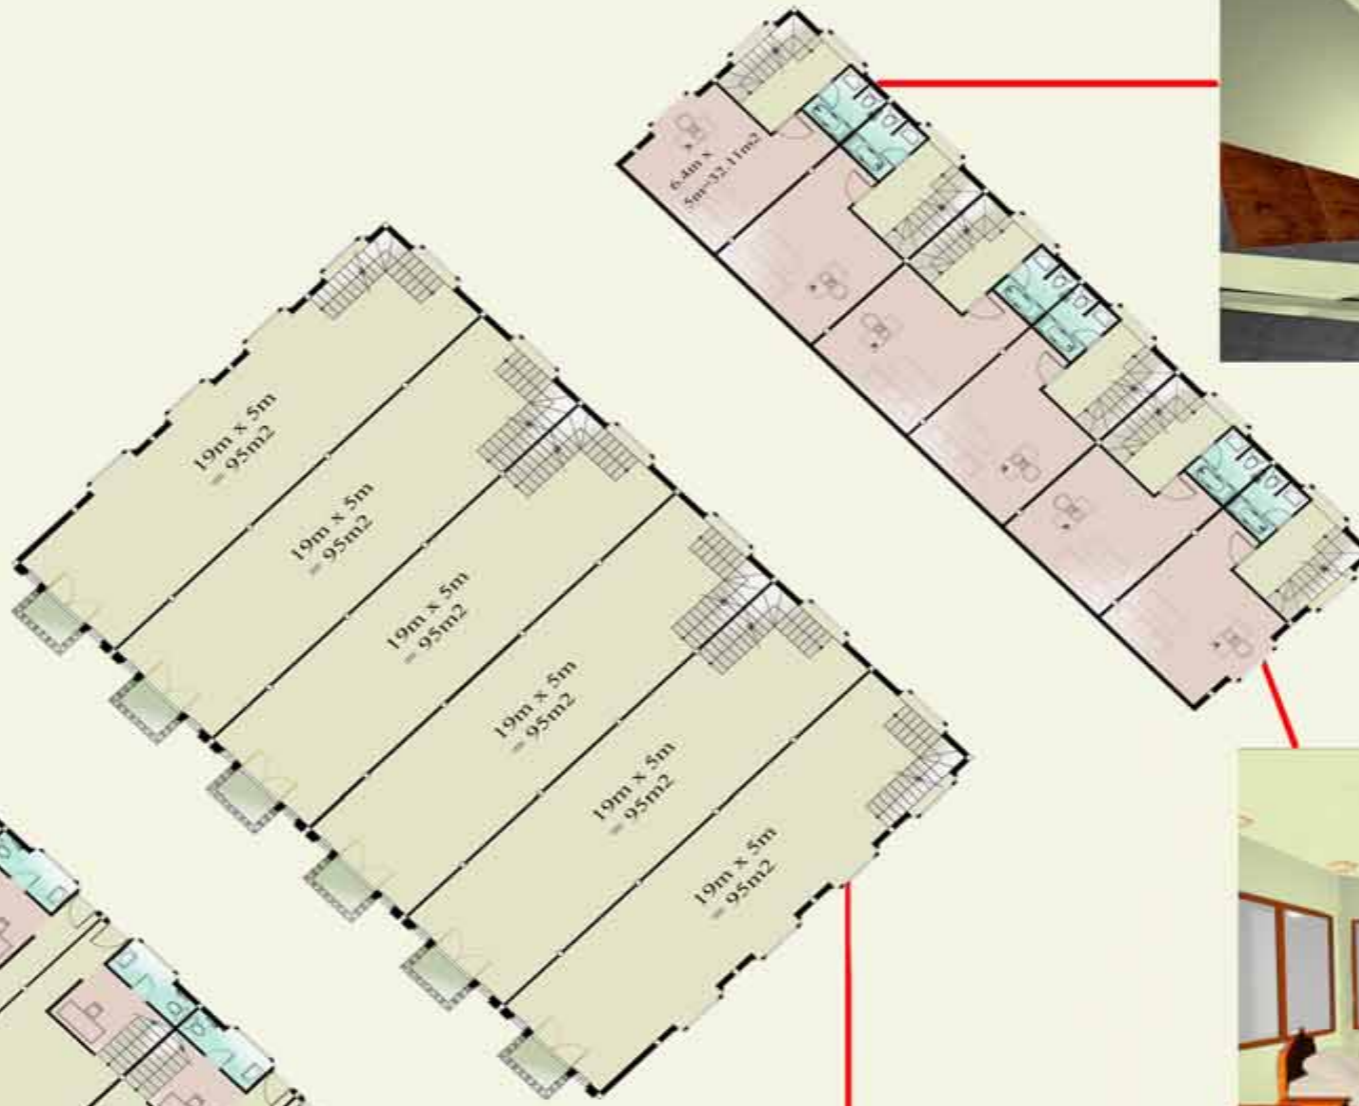 6.4m x
5m=32.11m2
19m x 5m
= 95m2
19m x 5m
= 95m2
19m x 5m
= 95m2
19m x 5m
= 95m2
19m x 5m
= 95m2
19m x 5m
= 95m2